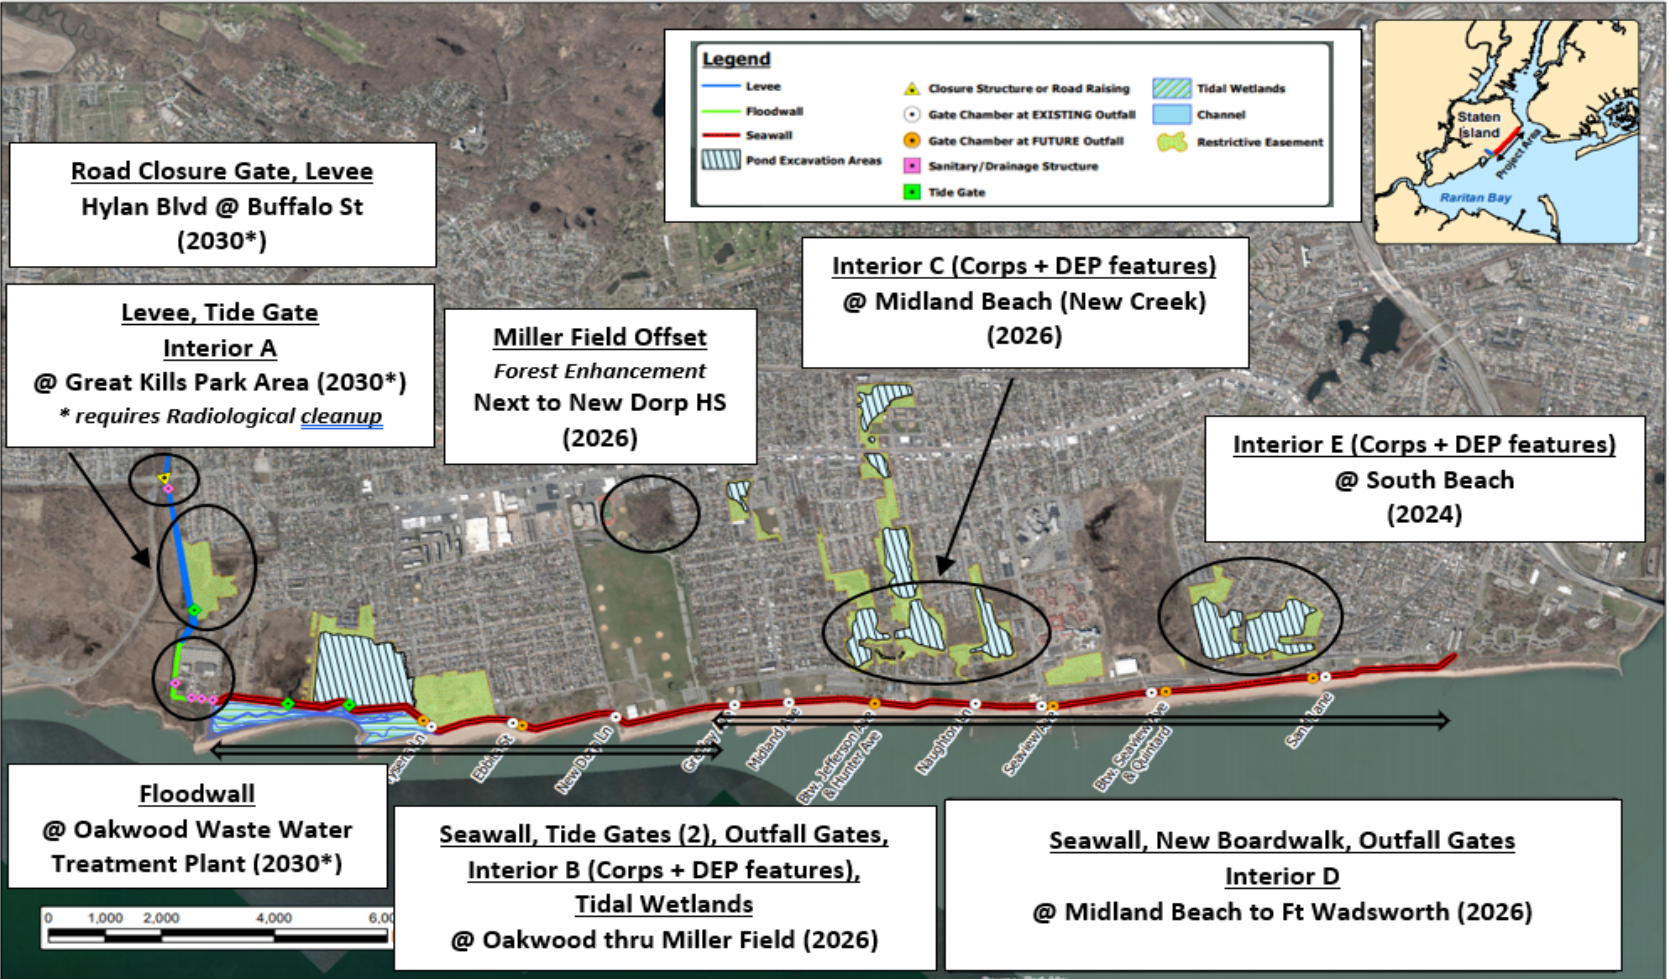 Legend
Levee
Floodwall
Seawall
Pond Excavation Areas
Closure Structure or Road Raising
Gate Chamber at EXISTING Outfall
Gate Chamber at FUTURE Outfall
Sanitary/Drainage Structure
Tide Gate
Tidal Wetlands
Channel
Restrictive Easement
Staten
Island
Project Area
Raritan Bay
Road Closure Gate, Levee
Hylan Blvd @ Buffalo St
(2030*)
Levee, Tide Gate
Interior A
@ Great Kills Park Area (2030*)
* requires Radiological cleanup
Miller Field Offset
Forest Enhancement
Next to New Dorp HS
(2026)
Interior C (Corps + DEP features)
@ Midland Beach (New Creek)
(2026)
Interior E (Corps + DEP features)
@ South Beach
(2024)
Ebbits St
New Dorp Ln
Midland Ave
Btw. Jefferson Ave
& Hunter Ave
Naughton Ln
Seaview Ave
Btw. Seaview Ave
& Quintard
Sand Lane
Floodwall
@ Oakwood Waste Water
Treatment Plant (2030*)
0 1,000 2,000 4,000
Seawall, Tide Gates (2), Outfall Gates,
Interior B (Corps + DEP features),
Tidal Wetlands
@ Oakwood thru Miller Field (2026)
Seawall, New Boardwalk, Outfall Gates
Interior D
@ Midland Beach to Ft Wadsworth (2026)